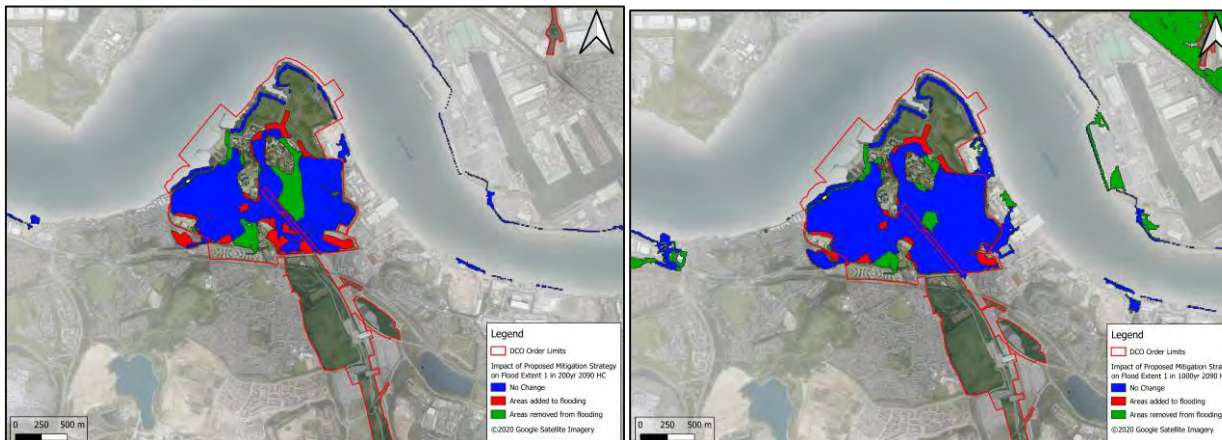 Legend
DCO Order Limits
Impact of Proposed Mitigation Strategy
on Flood Extent 1 in 200yr 2090 HC
No Change
Areas added to flooding
Areas removed from flooding
©2020 Google Satellite Imagery
0 250 500 m
Legend
DCO Order Limits
Impact of Proposed Mitigation Strat
on Flood Extent 1 in 1000yr 2090 H
No Change
Areas added to flooding
Areas removed from flooding
©2020 Google Satellite Imagery
0 250 500 m